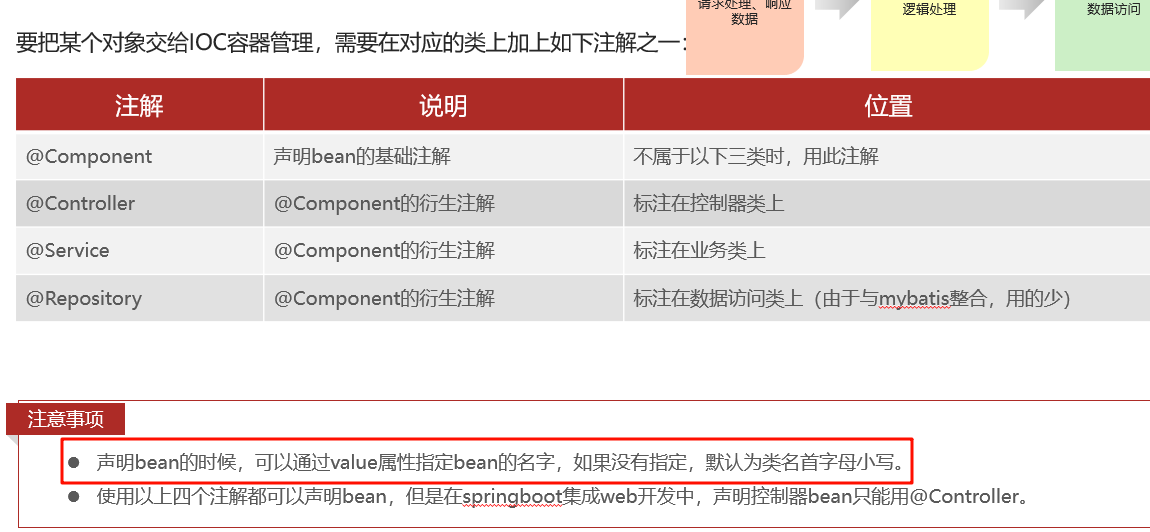 请求处理、响应
数据
逻辑处理
数据访问
要把某个对象交给IOC容器管理，需要在对应的类上加上如下注解之一：
注解 说明 位置
@Component 声明bean的基础注解 不属于以下三类时，用此注解
@Controller @Component的衍生注解 标注在控制器类上
@Service @Component的衍生注解 标注在业务类上
@Repository @Component的衍生注解 标注在数据访问类上（由于与mybatis整合，用的少）
注意事项
● 声明bean的时候，可以通过value属性指定bean的名字，如果没有指定，默认为类名首字母小写。
● 使用以上四个注解都可以声明bean，但是在springboot集成web开发中，声明控制器bean只能用@Controller。